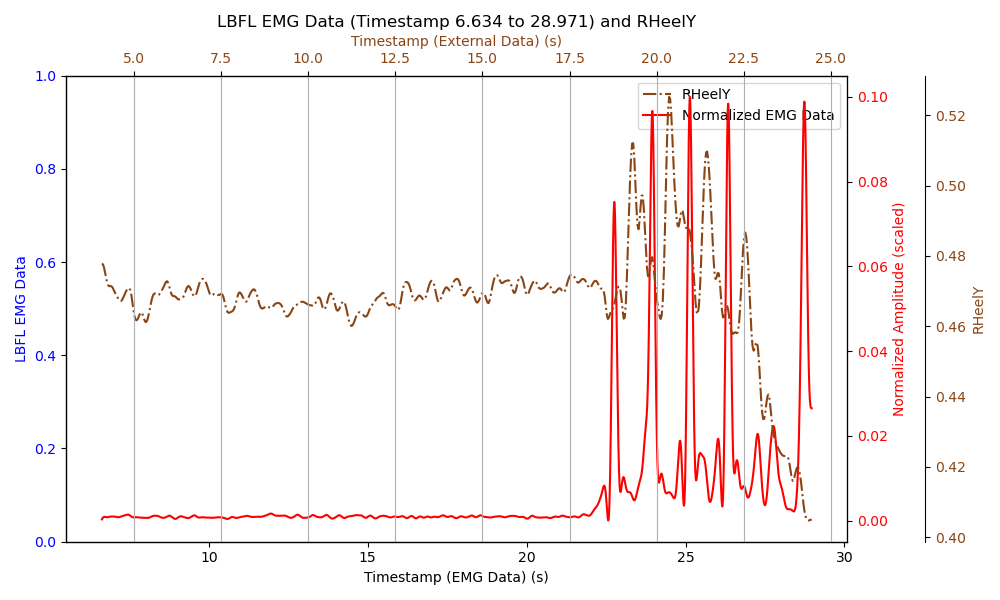 LBFL EMG Data (Timestamp 6.634 to 28.971) and RHeelY
Timestamp (External Data) (s)
5.0 7.5 10.0 12.5 15.0 17.5 20.0 22.5 25.0
RHeelY
Normalized EMG Data
1.0
0.8
0.6
0.4
0.2
0.0
LBFL EMG Data
0.10
0.08
0.06
0.04
0.02
0.00
Normalized Amplitude (scaled)
0.52
0.50
0.48
0.46
0.44
0.42
0.40
RHeelY
10 15 20 25 30
Timestamp (EMG Data) (s)